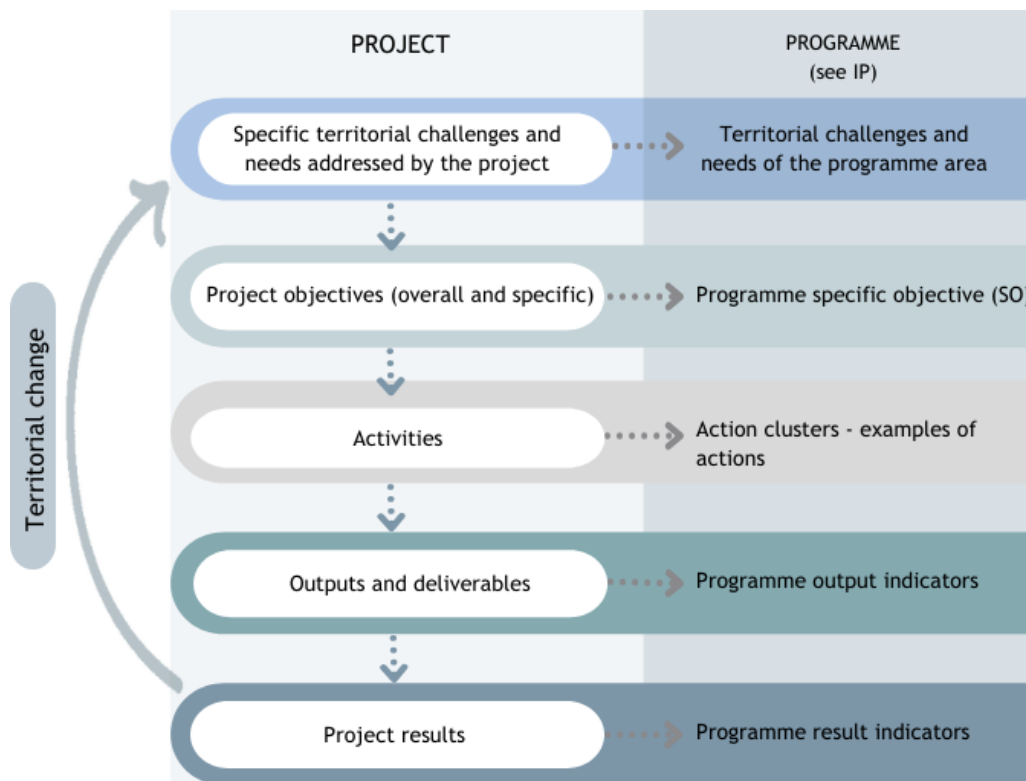 PROJECT
PROGRAMME
(see IP)
Specific territorial challenges and
needs addressed by the project
Territorial challenges and
needs of the programme area
Project objectives (overall and specific)
Programme specific objective (SO)
Territorial change
Activities
Action clusters - examples of
actions
Outputs and deliverables
Programme output indicators
Project results
Programme result indicators